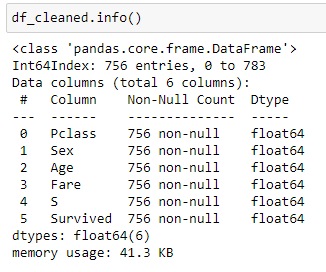 df_cleaned.info()
<class 'pandas.core.frame.DataFrame'>
Int64Index: 756 entries, 0 to 783
Data columns (total 6 columns):
 #   Column    Non-Null Count  Dtype
---  ------    --------------  -----
 0   Pclass    756 non-null    float64
 1   Sex       756 non-null    float64
 2   Age       756 non-null    float64
 3   Fare      756 non-null    float64
 4   S         756 non-null    float64
 5   Survived  756 non-null    float64
dtypes: float64(6)
memory usage: 41.3 KB